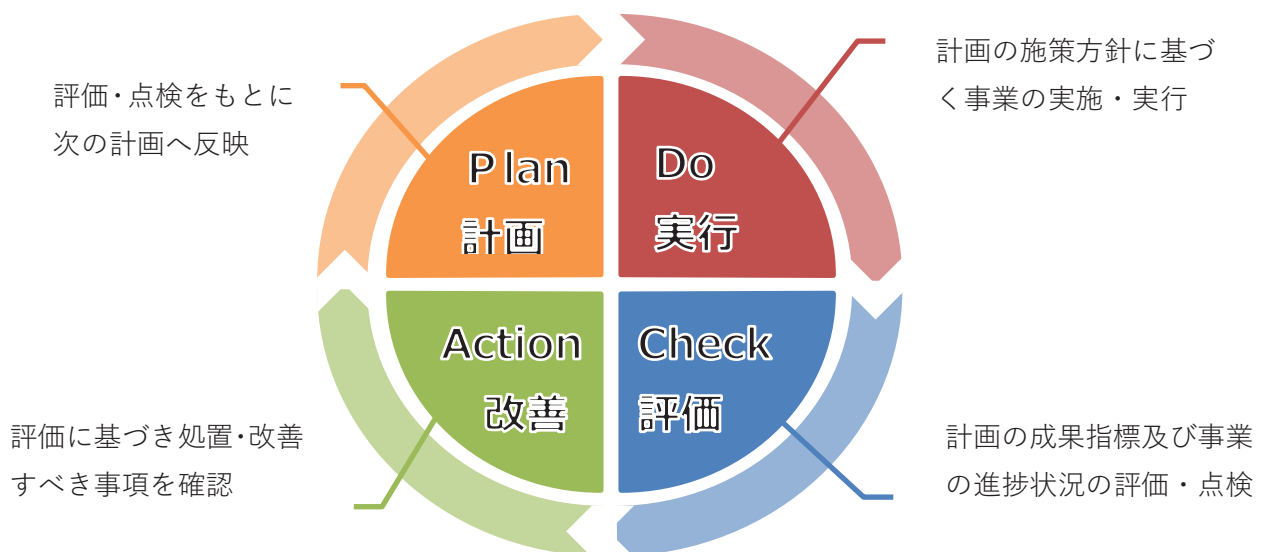 評価・点検をもとに
次の計画へ反映
Plan
計画
計画の施策方針に基づ
く事業の実施・実行
Do
実行
Action
改善
評価に基づき処置・改善
すべき事項を確認
Check
評価
計画の成果指標及び事業
の進捗状況の評価・点検